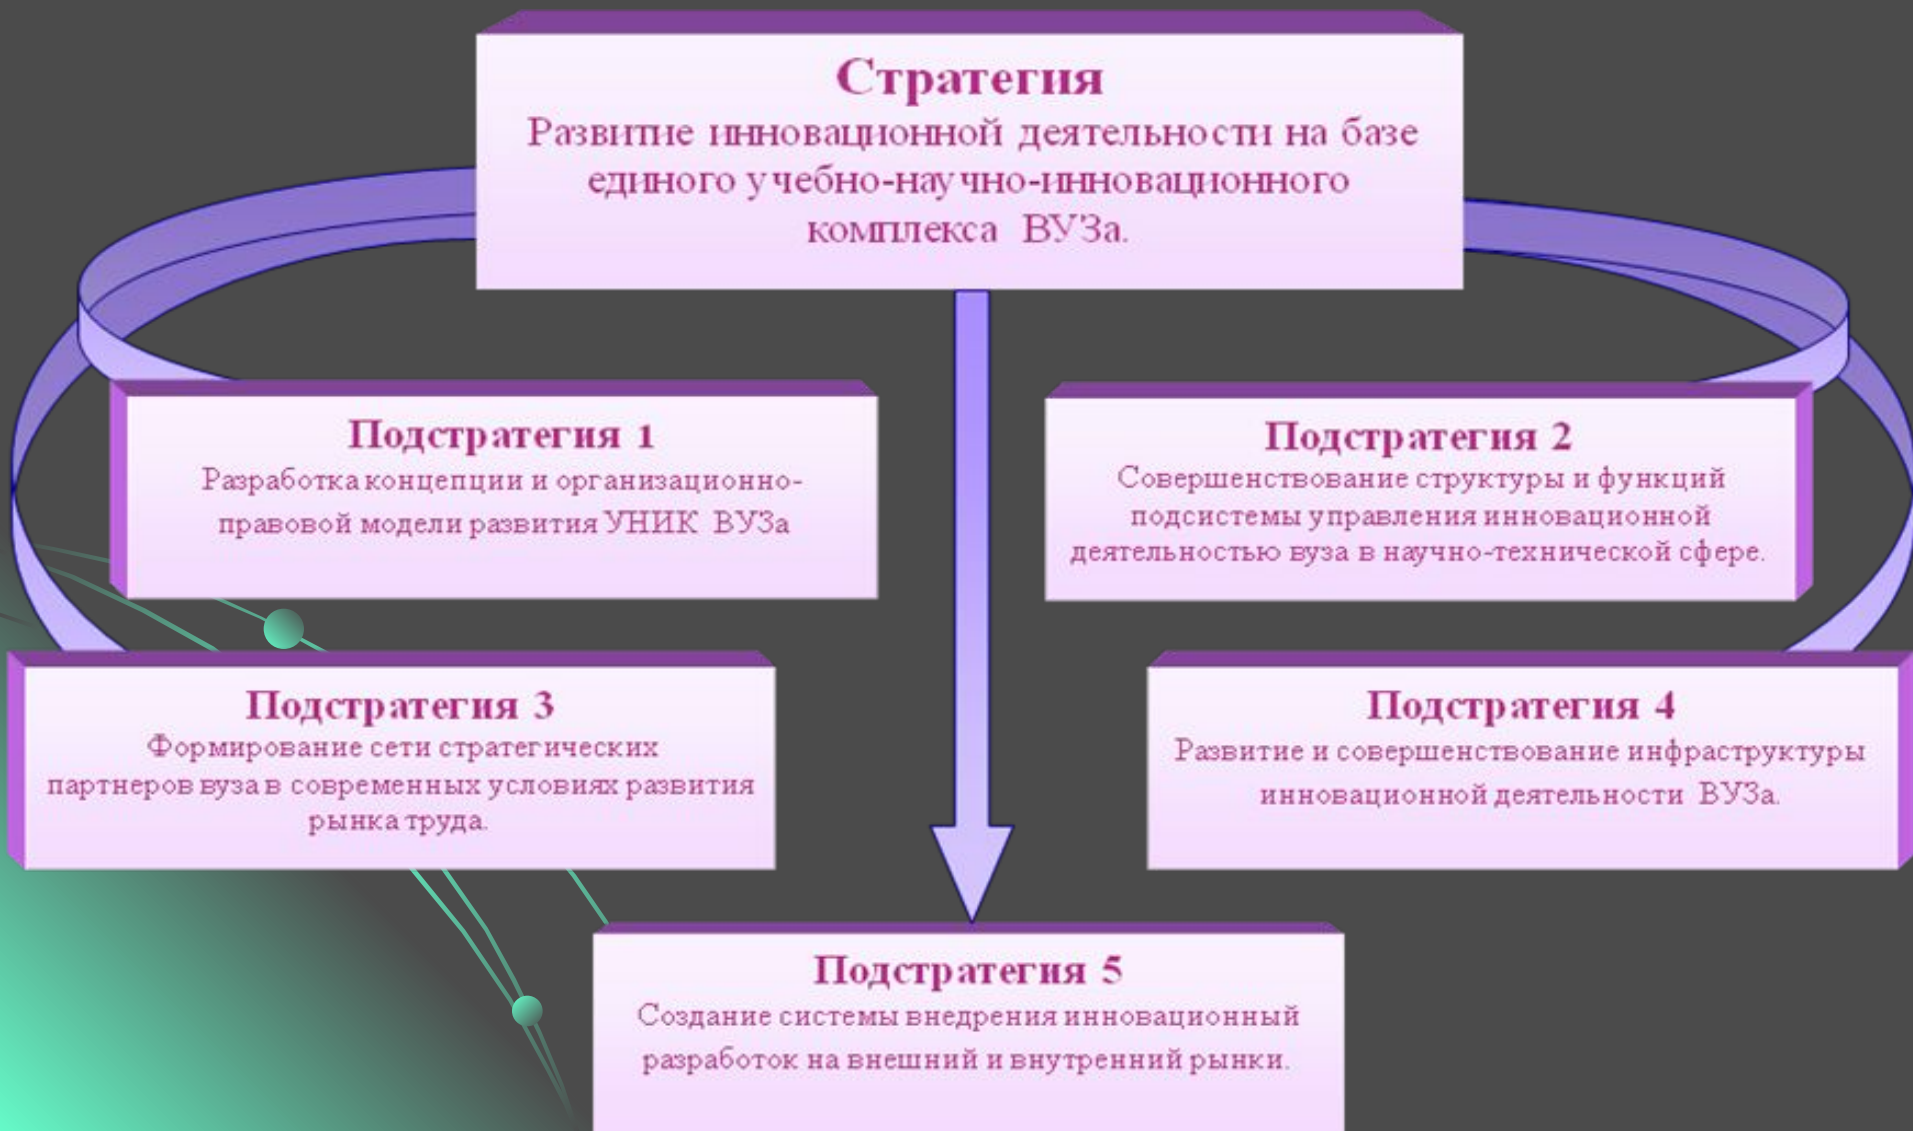 Стратегия
Развитие инновационной деятельности на базе
единого учебно-научно-инновационного
комплекса ВУЗа.
Подстратегия 1
Разработка концепции и организационно-
правовой модели развития УНИК ВУЗа
Подстратегия 2
Совершенствование структуры и функций
подсистемы управления инновационной
деятельностью вуза в научно-технической сфере.
Подстратегия 3
Формирование сети стратегических
партнеров вуза в современных условиях развития
рынка труда.
Подстратегия 4
Развитие и совершенствование инфраструктуры
инновационной деятельности ВУЗа.
Подстратегия 5
Создание системы внедрения инновационный
разработок на внешний и внутренний рынки.